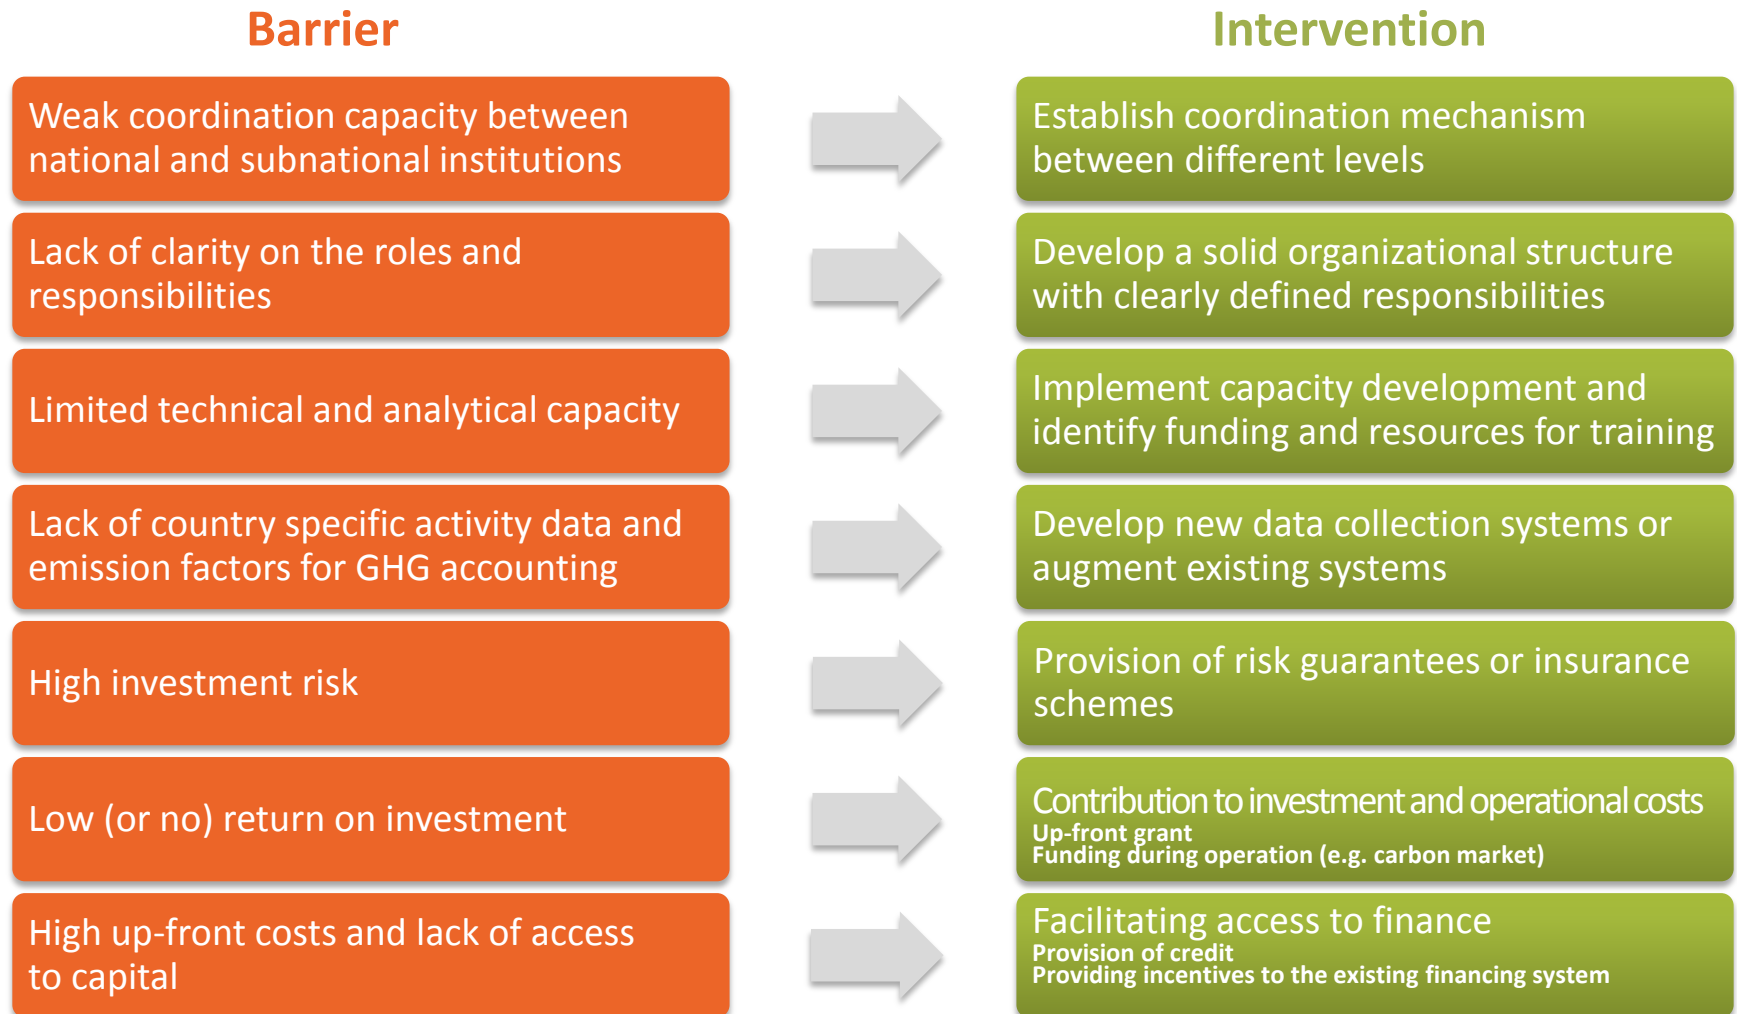 Barrier
Intervention
Weak coordination capacity between
national and subnational institutions
Establish coordination mechanism
between different levels
Lack of clarity on the roles and
responsibilities
Develop a solid organizational structure
with clearly defined responsibilities
Limited technical and analytical capacity
Implement capacity development and
identify funding and resources for training
Lack of country specific activity data and
emission factors for GHG accounting
Develop new data collection systems or
augment existing systems
High investment risk
Provision of risk guarantees or insurance
schemes
Low (or no) return on investment
Contribution to investment and operational costs
Up-front grant
Funding during operation (e.g. carbon market)
High up-front costs and lack of access
to capital
Facilitating access to finance
Provision of credit
Providing incentives to the existing financing system